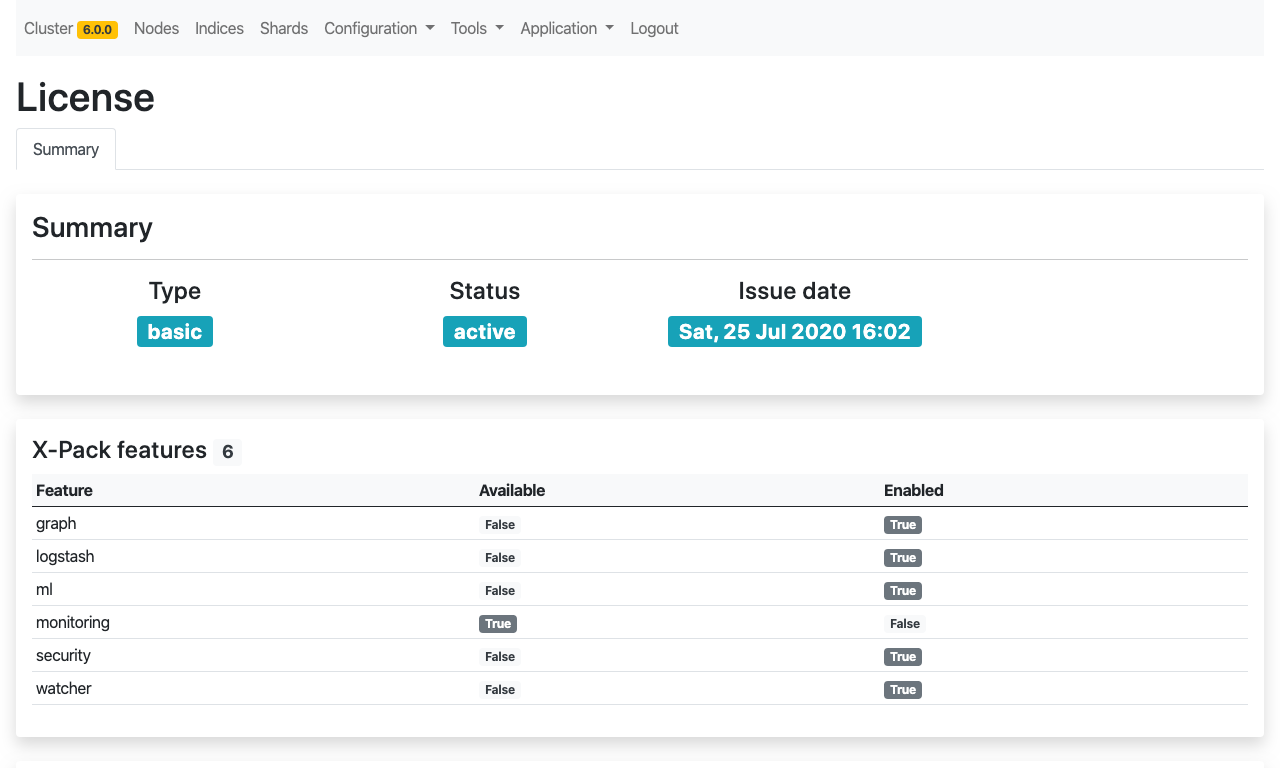 Cluster 6.0.0 Nodes Indices Shards Configuration Tools Application Logout
License
Summary
Summary
Type Status Issue date
basic active Sat, 25 Jul 2020 16:02
X-Pack features 6
Feature Available Enabled
graph False True
logstash False True
ml False True
monitoring True False
security False True
watcher False True